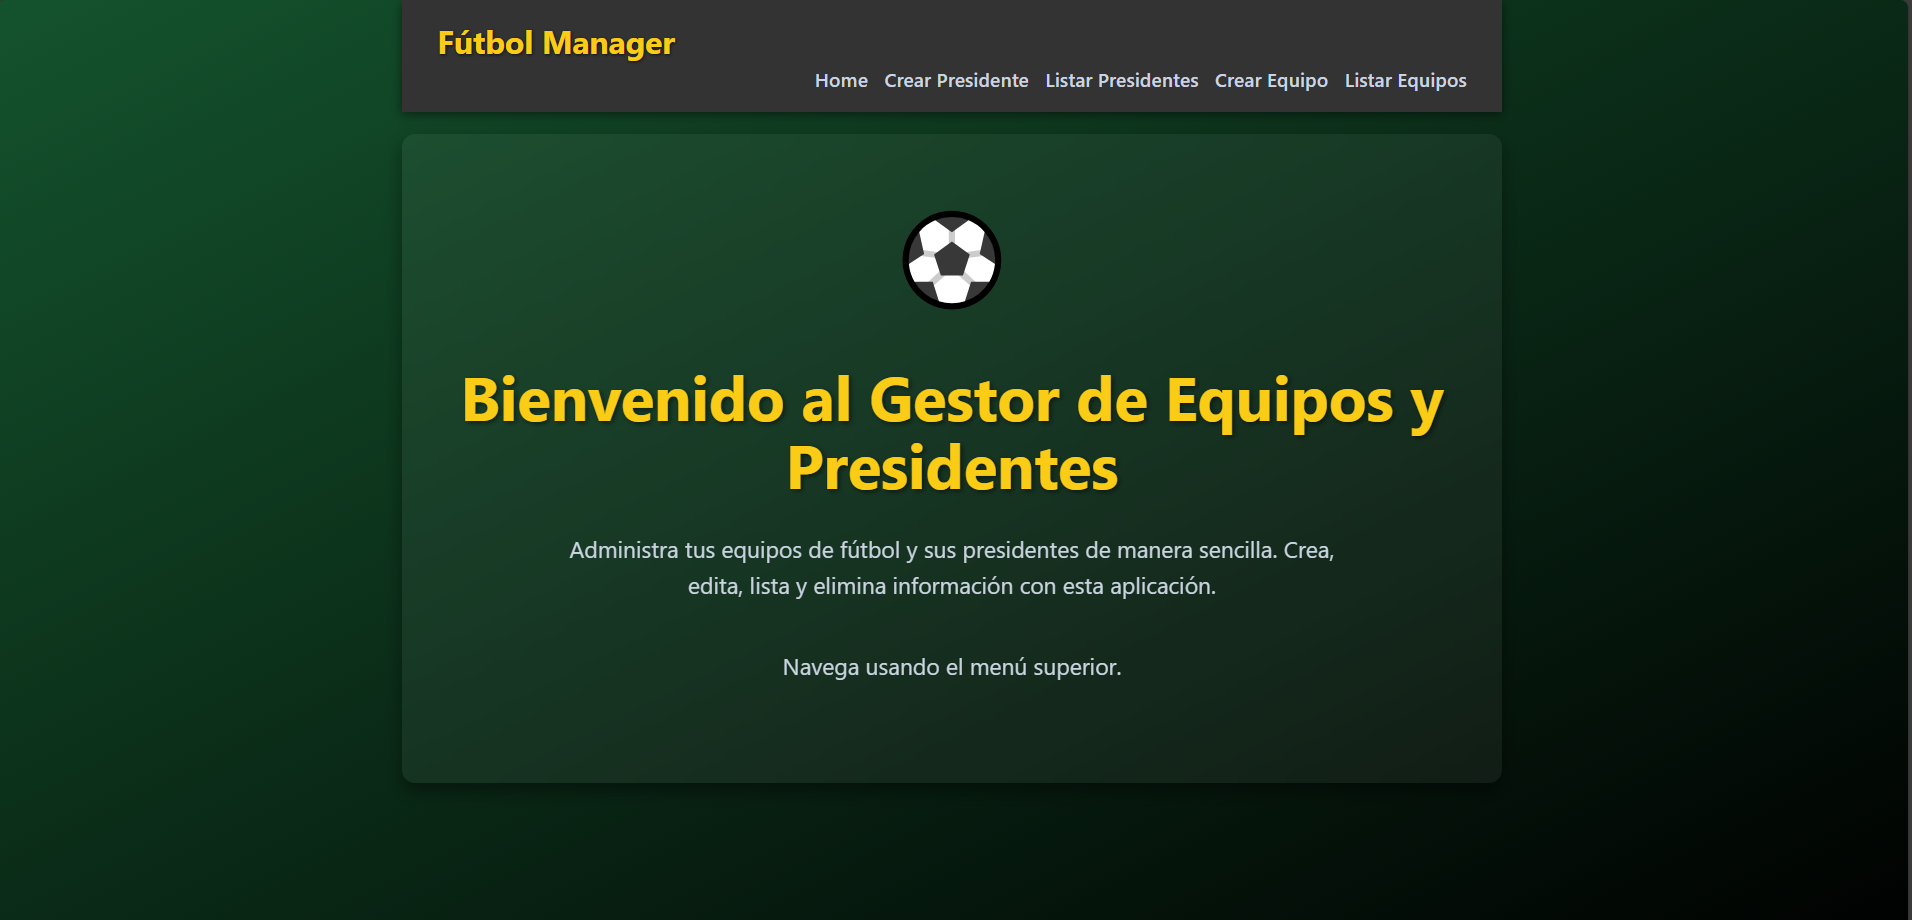 Fútbol Manager
Home Crear Presidente Listar Presidentes Crear Equipo Listar Equipos
Bienvenido al Gestor de Equipos y
Presidentes
Administra tus equipos de fútbol y sus presidentes de manera sencilla. Crea,
edita, lista y elimina información con esta aplicación.
Navega usando el menú superior.